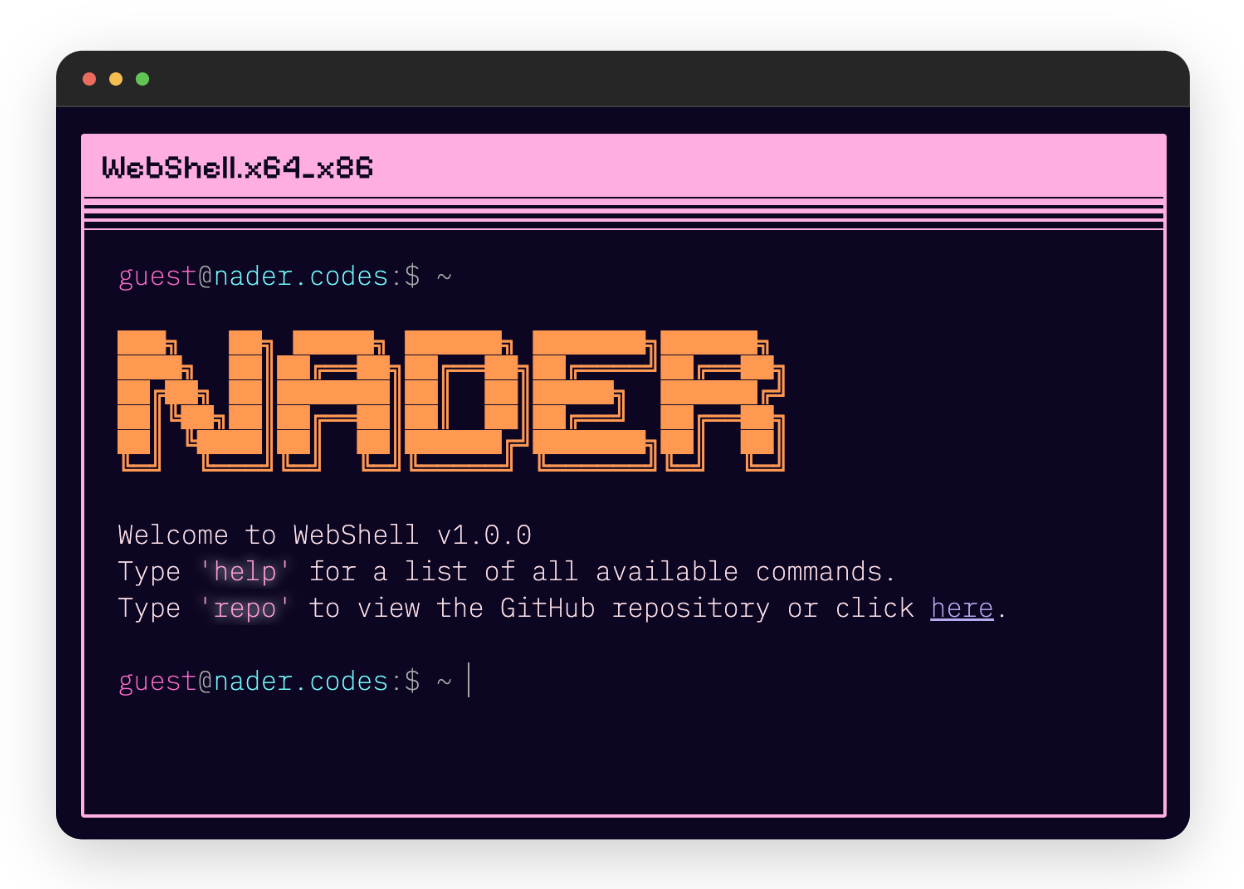 WebShell.x64_x86
guest@nader.codes:$ ~
NADER
Welcome to WebShell v1.0.0
Type 'help' for a list of all available commands.
Type 'repo' to view the GitHub repository or click here.
guest@nader.codes:$ ~